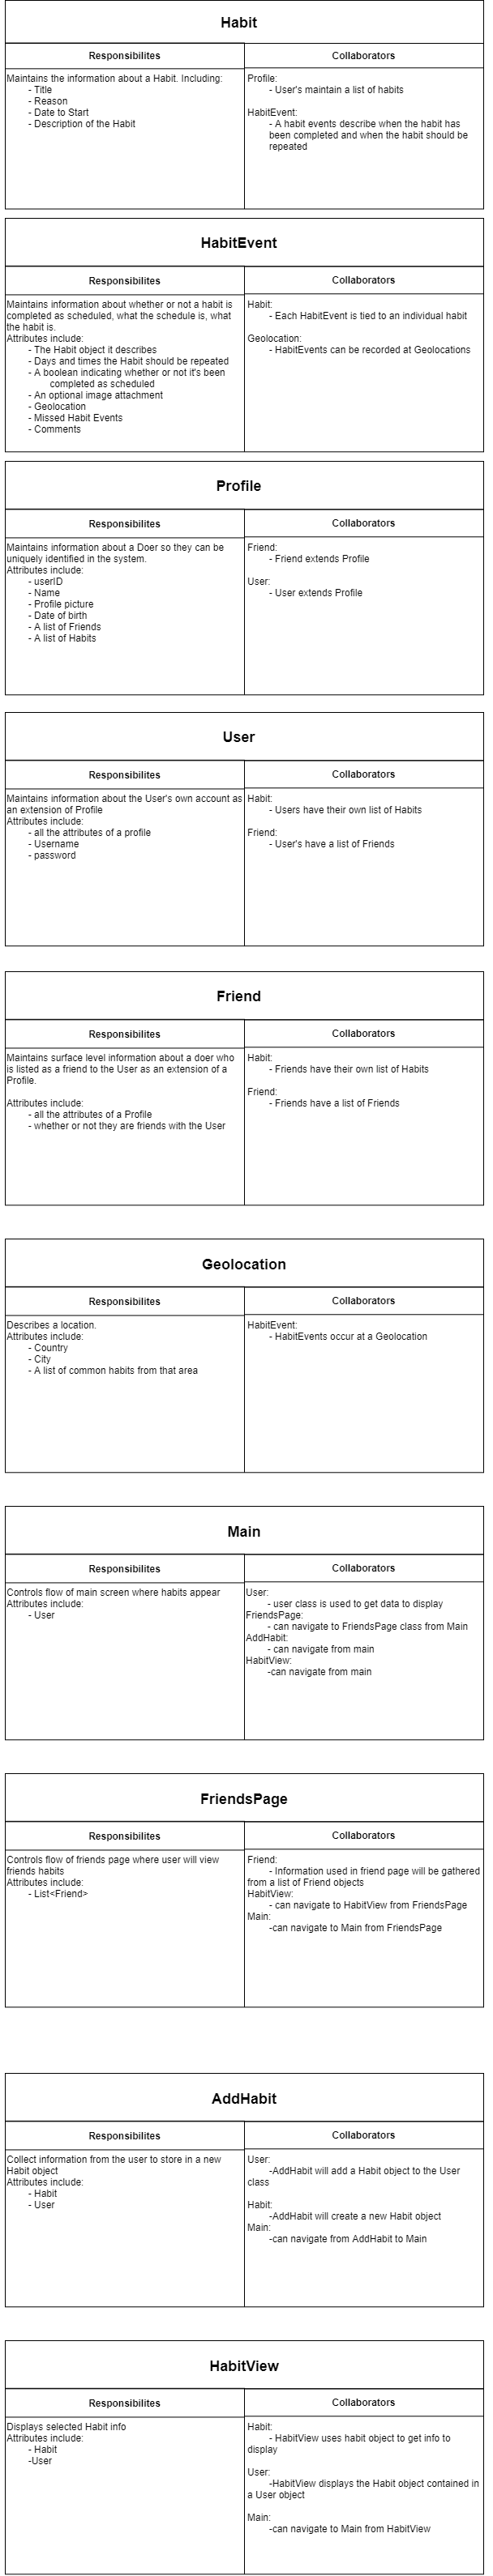 Habit
Responsibilites
Collaborators
Maintains the information about a Habit. Including:
- Title
- Reason
- Date to Start
- Description of the Habit
Profile:
- User's maintain a list of habits
HabitEvent:
- A habit events describe when the habit has
been completed and when the habit should be
repeated
HabitEvent
Responsibilites
Collaborators
Maintains information about whether or not a habit is
completed as scheduled, what the schedule is, what
the habit is.
Attributes include:
- The Habit object it describes
- Days and times the Habit should be repeated
- A boolean indicating whether or not it's been
completed as scheduled
- An optional image attachment
- Geolocation
- Missed Habit Events
- Comments
Habit:
- Each HabitEvent is tied to an individual habit
Geolocation:
- HabitEvents can be recorded at Geolocations
Profile
Responsibilites
Collaborators
Maintains information about a Doer so they can be
uniquely identified in the system.
Attributes include:
- userID
- Name
- Profile picture
- Date of birth
- A list of Friends
- A list of Habits
Friend:
- Friend extends Profile
User:
- User extends Profile
User
Responsibilites
Collaborators
Maintains information about the User's own account as
an extension of Profile
Attributes include:
- all the attributes of a profile
- Username
- password
Habit:
- Users have their own list of Habits
Friend:
- User's have a list of Friends
Friend
Responsibilites
Collaborators
Maintains surface level information about a doer who
is listed as a friend to the User as an extension of a
Profile.
Attributes include:
- all the attributes of a Profile
- whether or not they are friends with the User
Habit:
- Friends have their own list of Habits
Friend:
- Friends have a list of Friends
Geolocation
Responsibilites
Collaborators
Describes a location.
Attributes include:
- Country
- City
- A list of common habits from that area
HabitEvent:
- HabitEvents occur at a Geolocation
Main
Responsibilites
Collaborators
Controls flow of main screen where habits appear
Attributes include:
- User
User:
- user class is used to get data to display
FriendsPage:
- can navigate to FriendsPage class from Main
AddHabit:
- can navigate from main
HabitView:
-can navigate from main
FriendsPage
Responsibilites
Collaborators
Controls flow of friends page where user will view
friends habits
Attributes include:
- List<Friend>
Friend:
- Information used in friend page will be gathered
from a list of Friend objects
HabitView:
- can navigate to HabitView from FriendsPage
Main:
-can navigate to Main from FriendsPage
AddHabit
Responsibilites
Collaborators
Collect information from the user to store in a new
Habit object
Attributes include:
- Habit
- User
User:
-AddHabit will add a Habit object to the User
class
Habit:
-AddHabit will create a new Habit object
Main:
-can navigate from AddHabit to Main
HabitView
Responsibilites
Collaborators
Displays selected Habit info
Attributes include:
- Habit
-User
Habit:
- HabitView uses habit object to get info to
display
User:
-HabitView displays the Habit object contained in
a User object
Main:
-can navigate to Main from HabitView